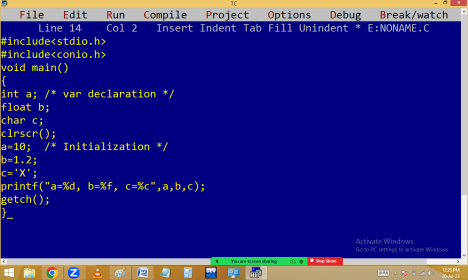 TC
File Edit Run Compile Project Options Debug Break/watch
Line 14 Col 2 Insert Indent Tab Fill Unindent * E:NONAME.C
#include<stdio.h>
#include<conio.h>
void main()
{
int a; /* var declaration */
float b;
char c;
clrscr();
a=10; /* Initialization */
b=1.2;
c='X';
printf("a=%d, b=%f, c=%c",a,b,c);
getch();
}_
Activate Windows
Go to PC settings to activate Windows.
You are screen sharing Stop Share